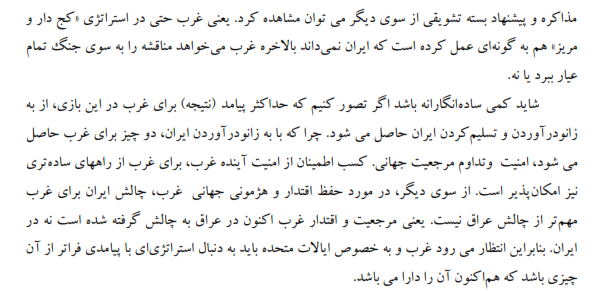 مذاکره و پیشنهاد بسته تشویقی از سوی دیگر می توان مشاهده کرد. یعنی غرب حتی در استراتژی «کج دار و
مریز» هم به گونه‌ای عمل کرده است که ایران نمی‌داند بالاخره غرب می‌خواهد مناقشه را به سوی جنگ تمام
عیار ببرد یا نه.
شاید کمی ساده‌انگارانه باشد اگر تصور کنیم که حداکثر پیامد (نتیجه) برای غرب در این بازی، از به
زانودرآوردن و تسلیم‌کردن ایران حاصل می شود. چرا که با به زانودرآوردن ایران، دو چیز برای غرب حاصل
می شود، امنیت وتداوم مرجعیت جهانی. کسب اطمینان از امنیت آینده غرب، برای غرب از راههای ساده‌تری
نیز امکان‌پذیر است. از سوی دیگر، در مورد حفظ اقتدار و هژمونی جهانی غرب، چالش ایران برای غرب
مهم‌تر از چالش عراق نیست. یعنی مرجعیت و اقتدار غرب اکنون در عراق به چالش گرفته شده است نه در
ایران. بنابراین انتظار می رود غرب و به خصوص ایالات متحده باید به دنبال استراتژی‌ای با پیامدی فراتر از آن
چیزی باشد که هم‌اکنون آن را دارا می باشد.